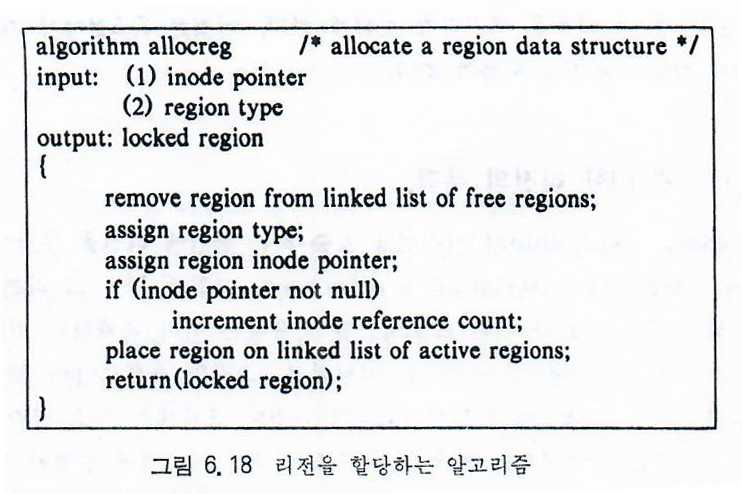 algorithm allocreg /* allocate a region data structure */
input: (1) inode pointer
(2) region type
output: locked region
{
remove region from linked list of free regions;
assign region type;
assign region inode pointer;
if (inode pointer not null)
increment inode reference count;
place region on linked list of active regions;
return(locked region);
}
그림 6.18 리전을 할당하는 알고리즘